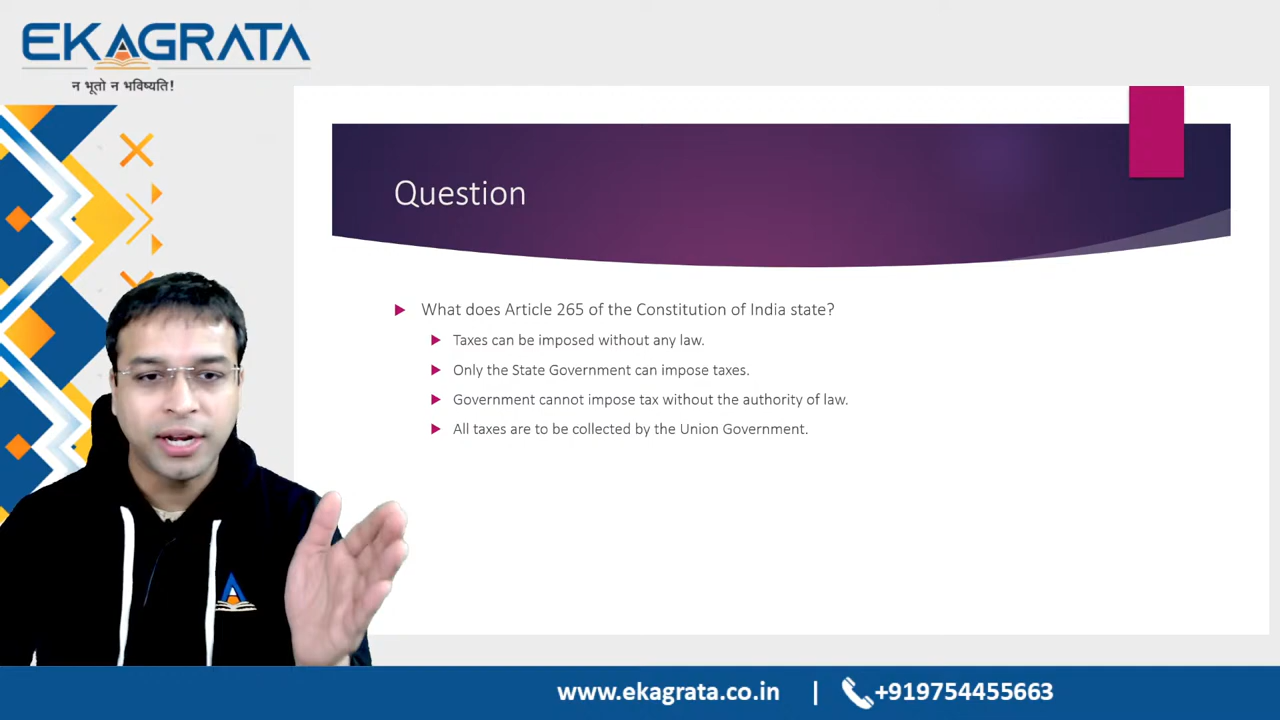 EKAGRATA
न भूतो न भविष्यति!
Question
What does Article 265 of the Constitution of India state?
Taxes can be imposed without any law.
Only the State Government can impose taxes.
Government cannot impose tax without the authority of law.
All taxes are to be collected by the Union Government.
www.ekagrata.co.in | +919754455663